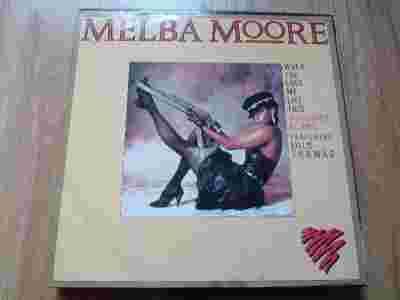 MELBA MOORE
WHEN
YOU
LOVE
ME
LIKE
THIS
FEATURING
LILLO
THOMAS